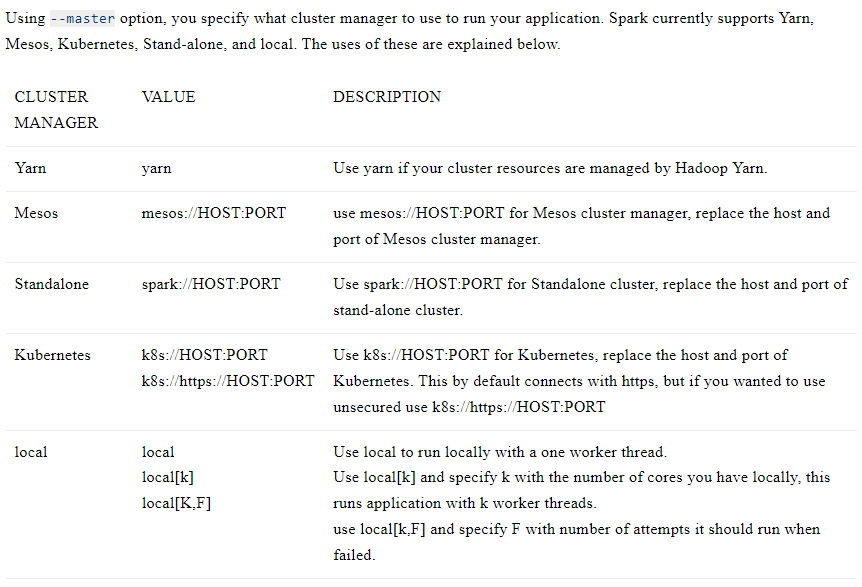 Using --master option, you specify what cluster manager to use to run your application. Spark currently supports Yarn,
Mesos, Kubernetes, Stand-alone, and local. The uses of these are explained below.
CLUSTER MANAGER VALUE DESCRIPTION
Yarn yarn Use yarn if your cluster resources are managed by Hadoop Yarn.
Mesos mesos://HOST:PORT use mesos://HOST:PORT for Mesos cluster manager, replace the host and
port of Mesos cluster manager.
Standalone spark://HOST:PORT Use spark://HOST:PORT for Standalone cluster, replace the host and port of
stand-alone cluster.
Kubernetes k8s://HOST:PORT Use k8s://HOST:PORT for Kubernetes, replace the host and port of
k8s://https://HOST:PORT Kubernetes. This by default connects with https, but if you wanted to use
unsecured use k8s://https://HOST:PORT
local local Use local to run locally with a one worker thread.
local[k] Use local[k] and specify k with the number of cores you have locally, this
local[K,F] runs application with k worker threads.
use local[k,F] and specify F with number of attempts it should run when
failed.